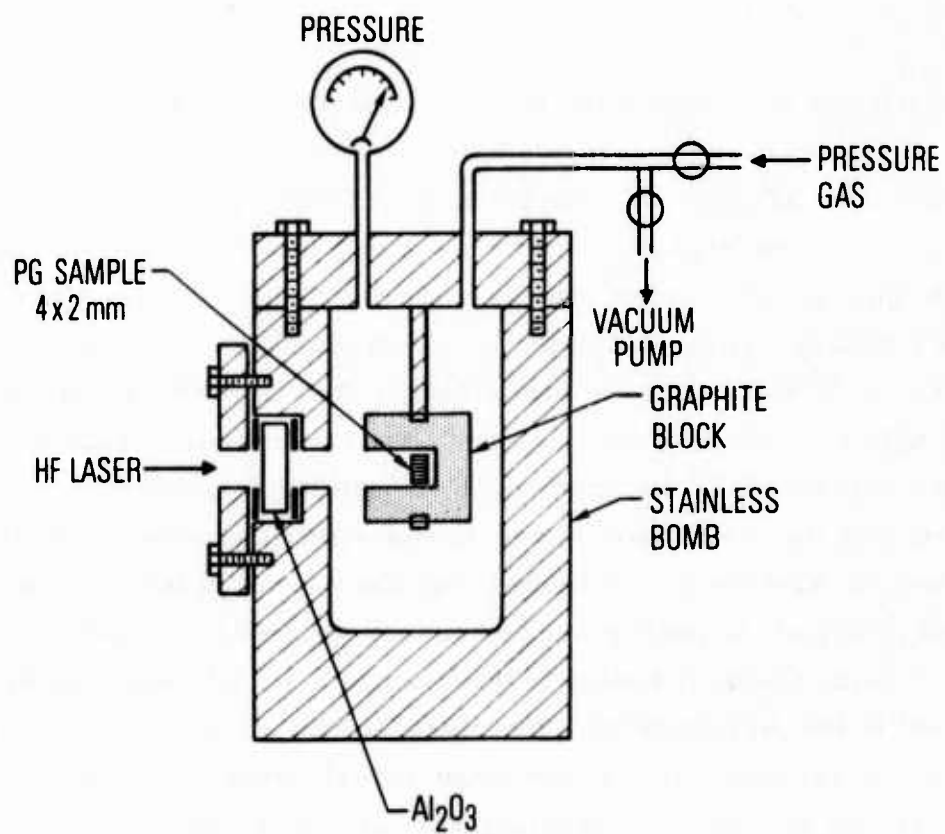 PRESSURE
PRESSURE
GAS
PG SAMPLE
4 x 2 mm
VACUUM
PUMP
GRAPHITE
BLOCK
HF LASER
STAINLESS
BOMB
Al₂O₃